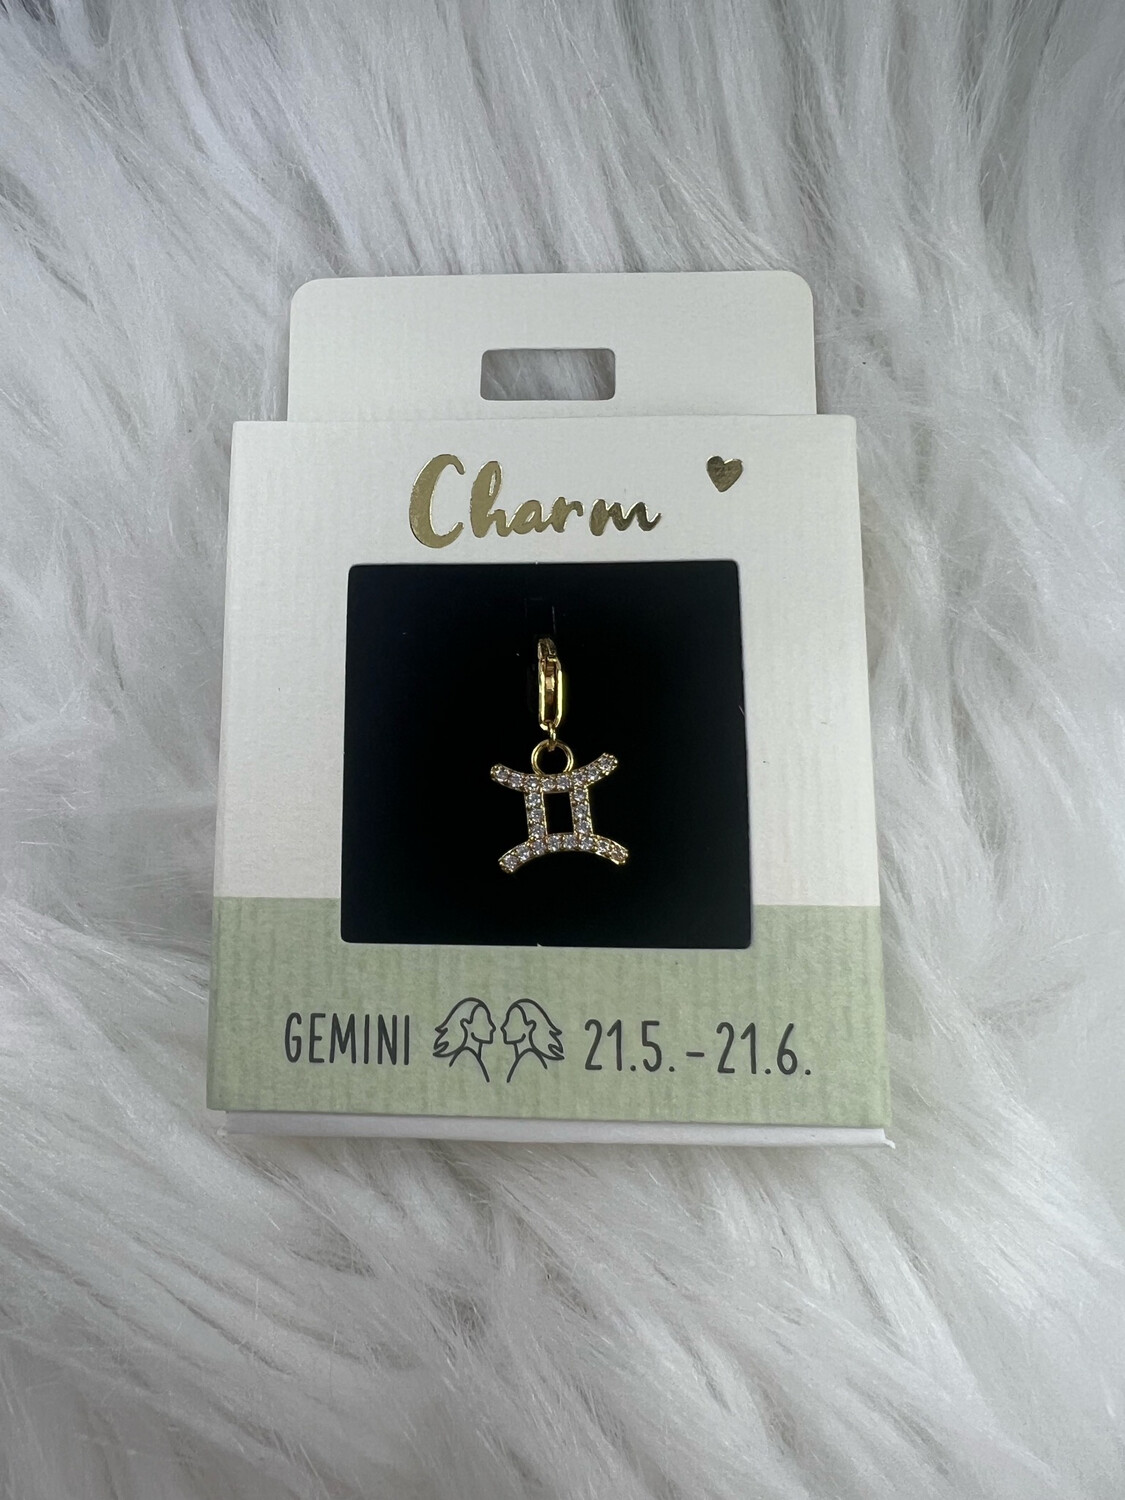 Charm
GEMINI 21.5. - 21.6.